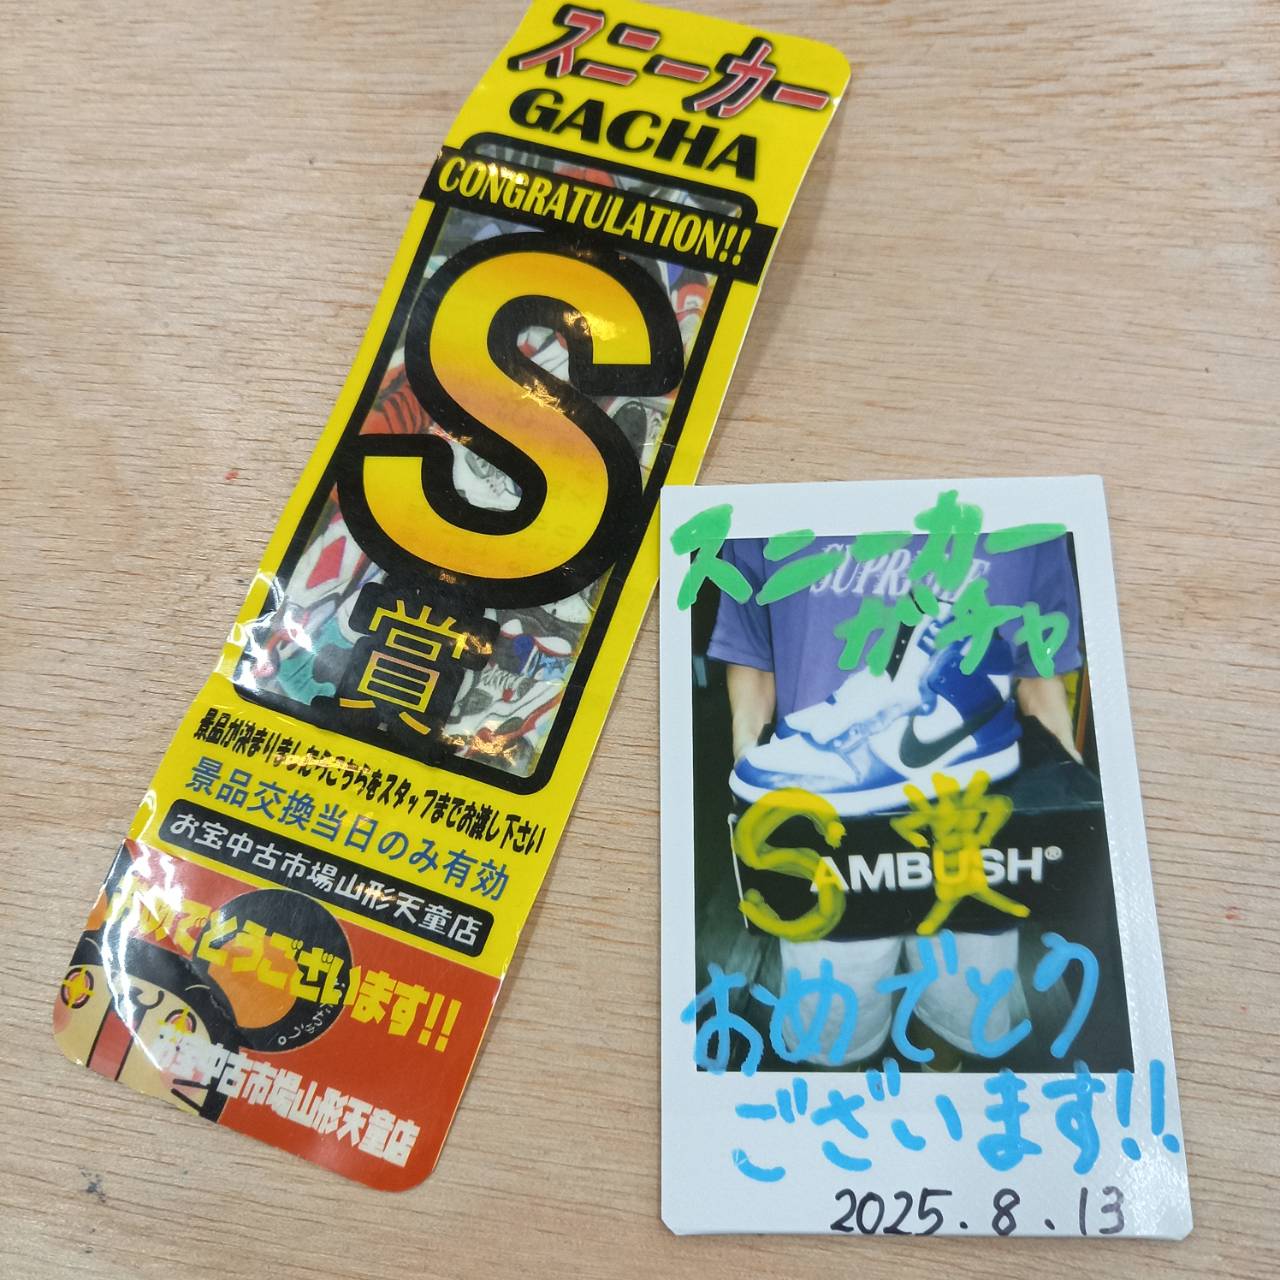 スニーカー
GACHA
CONGRATULATION!!
S
賞
景品が決まりましたらこちらをスタッフまでお渡し下さい
景品交換当日のみ有効
お宝中古市場山形天童店
おめでとうございます!!
お宝中古市場山形天童店
スニーカー
ガチャ
SUPREME
S賞
AMBUSH®
おめでとう
ございます!!
2025.8.13